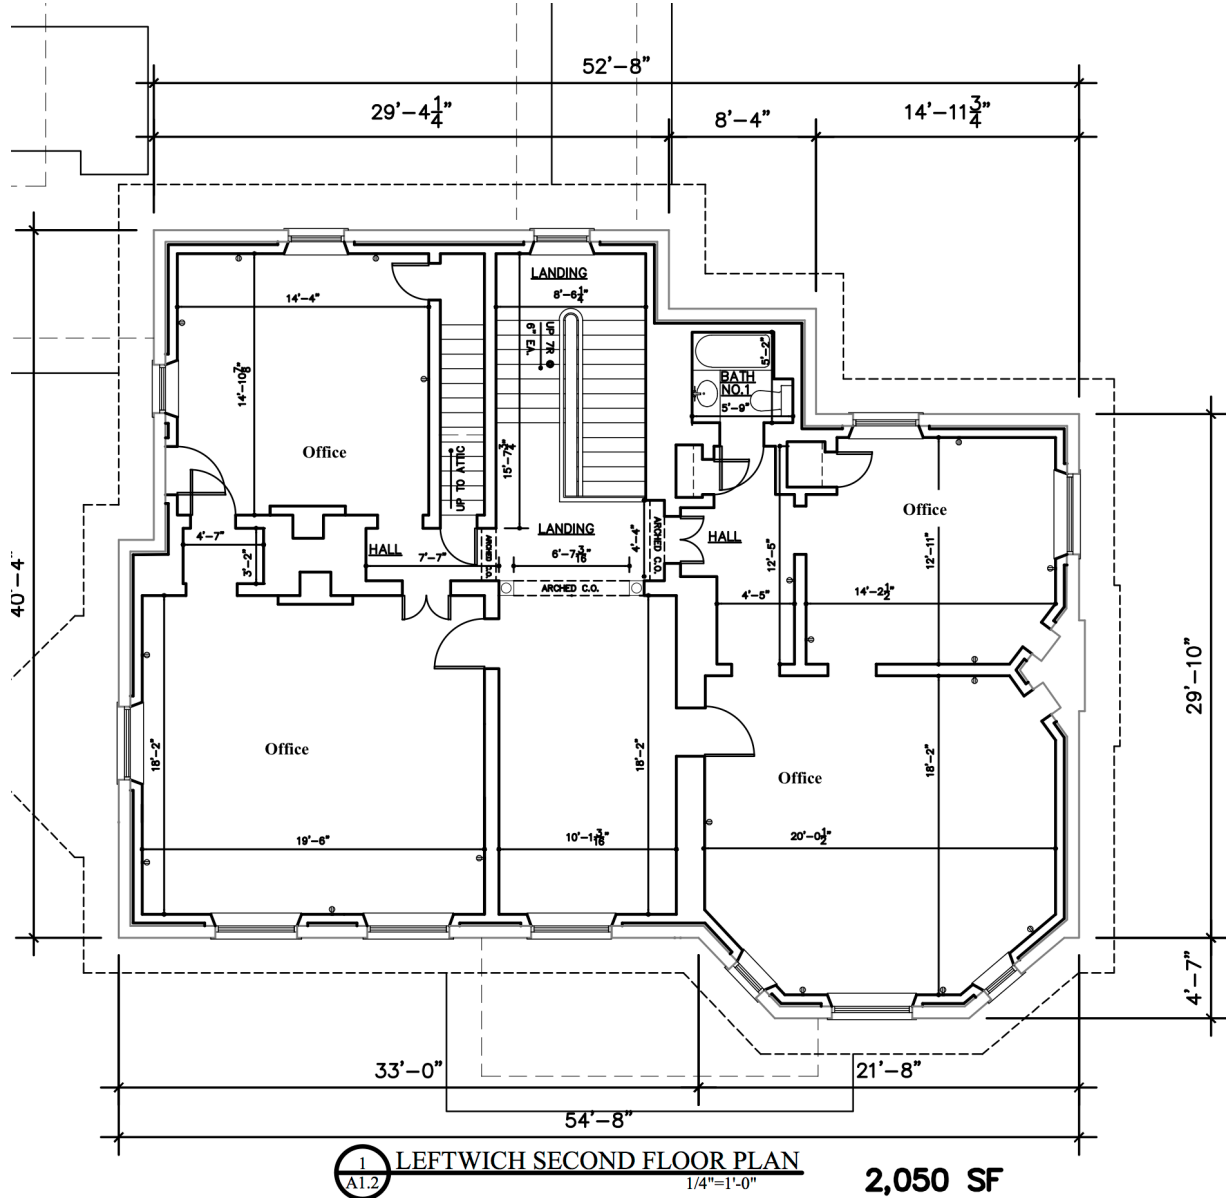 52'-8"
29'-4 1/4"
8'-4"
14'-11 3/4"
LANDING
8'-6 1/4"
14'-4"
UP 7R
6" EA.
5'-2"
BATH
NO.1
5'-9"
14'-10 7/8"
Office
UP TO ATTIC
15'-7 3/4"
Office
4'-7"
3'-2"
HALL
7'-7"
ARCHED C.O.
LANDING
6'-7 3/16"
4'-4"
ARCHED C.O.
ARCHED C.O.
HALL
12'-5"
12'-11"
4'-5"
14'-2 1/2"
40'-4"
29'-10"
18'-2"
Office
19'-6"
18'-2"
10'-1 3/16"
Office
18'-2"
20'-0 1/2"
4'-7"
33'-0"
21'-8"
54'-8"
1
A1.2
LEFTWICH SECOND FLOOR PLAN
1/4"=1'-0"
2,050 SF